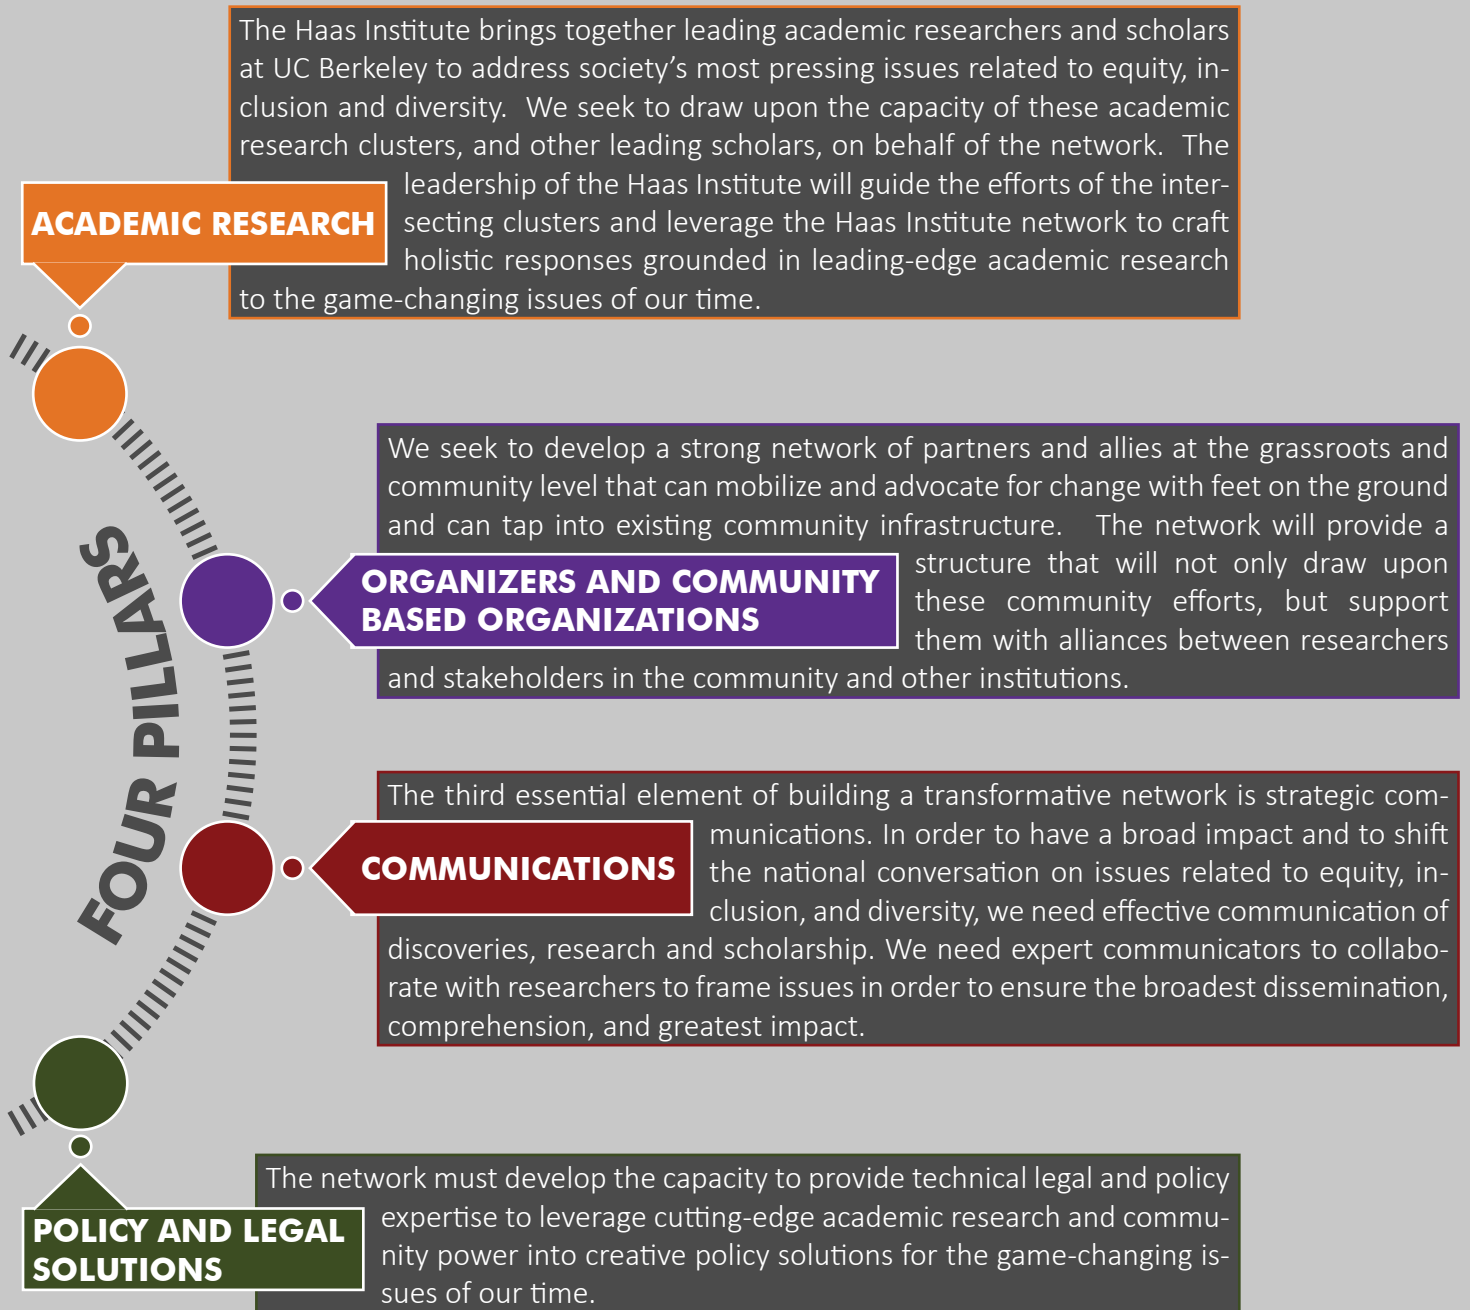 The Haas Institute brings together leading academic researchers and scholars
at UC Berkeley to address society’s most pressing issues related to equity, in-
clusion and diversity.  We seek to draw upon the capacity of these academic
research clusters, and other leading scholars, on behalf of the network.  The
leadership of the Haas Institute will guide the efforts of the inter-
secting clusters and leverage the Haas Institute network to craft
holistic responses grounded in leading-edge academic research
to the game-changing issues of our time.
ACADEMIC RESEARCH
FOUR PILLARS
We seek to develop a strong network of partners and allies at the grassroots and
community level that can mobilize and advocate for change with feet on the ground
and can tap into existing community infrastructure.   The network will provide a
structure that will not only draw upon
these community efforts, but support
them with alliances between researchers
and stakeholders in the community and other institutions.
ORGANIZERS AND COMMUNITY
BASED ORGANIZATIONS
The third essential element of building a transformative network is strategic com-
munications. In order to have a broad impact and to shift
the national conversation on issues related to equity, in-
clusion, and diversity, we need effective communication of
discoveries, research and scholarship. We need expert communicators to collabo-
rate with researchers to frame issues in order to ensure the broadest dissemination,
comprehension, and greatest impact.
COMMUNICATIONS
The network must develop the capacity to provide technical legal and policy
expertise to leverage cutting-edge academic research and commu-
nity power into creative policy solutions for the game-changing is-
sues of our time.
POLICY AND LEGAL
SOLUTIONS